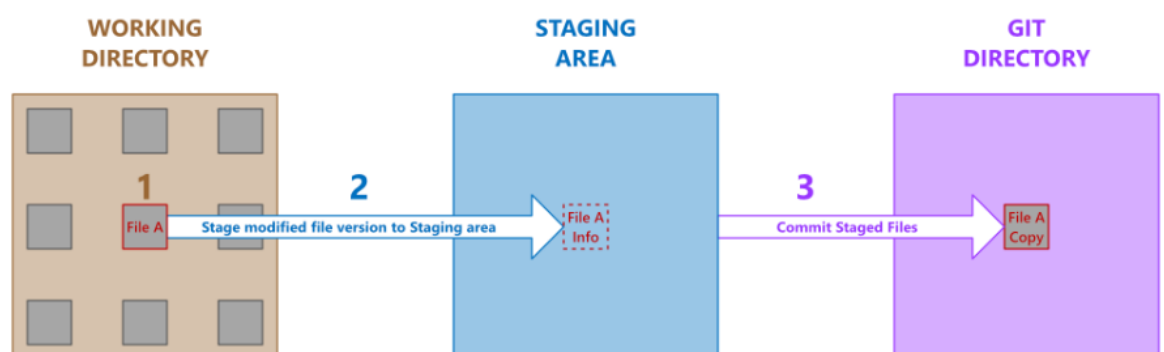 WORKING
DIRECTORY
STAGING
AREA
GIT
DIRECTORY
1
File A
2
Stage modified file version to Staging area
File A
Info
3
Commit Staged Files
File A
Copy